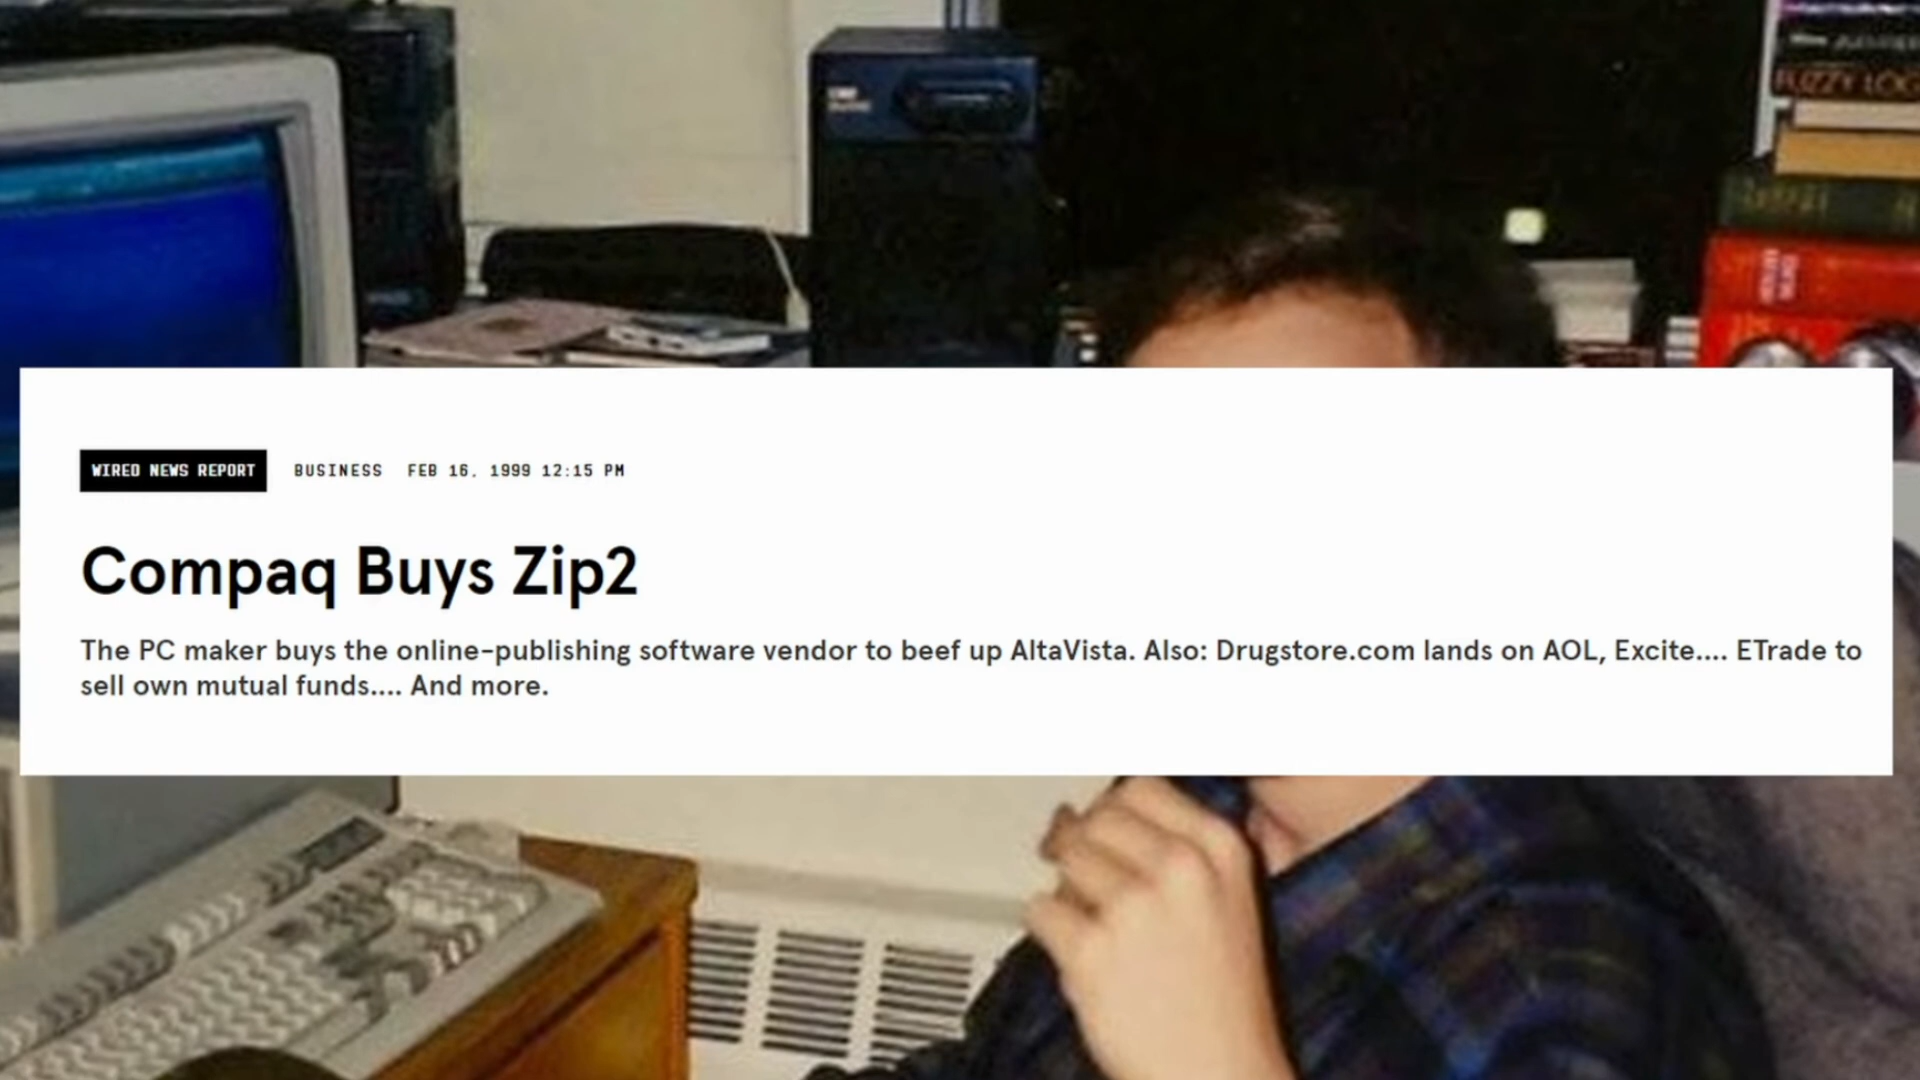 FUZZY LOG
WIRED NEWS REPORT BUSINESS FEB 16, 1999 12:15 PM
Compaq Buys Zip2
The PC maker buys the online-publishing software vendor to beef up AltaVista. Also: Drugstore.com lands on AOL, Excite.... ETrade to
sell own mutual funds.... And more.